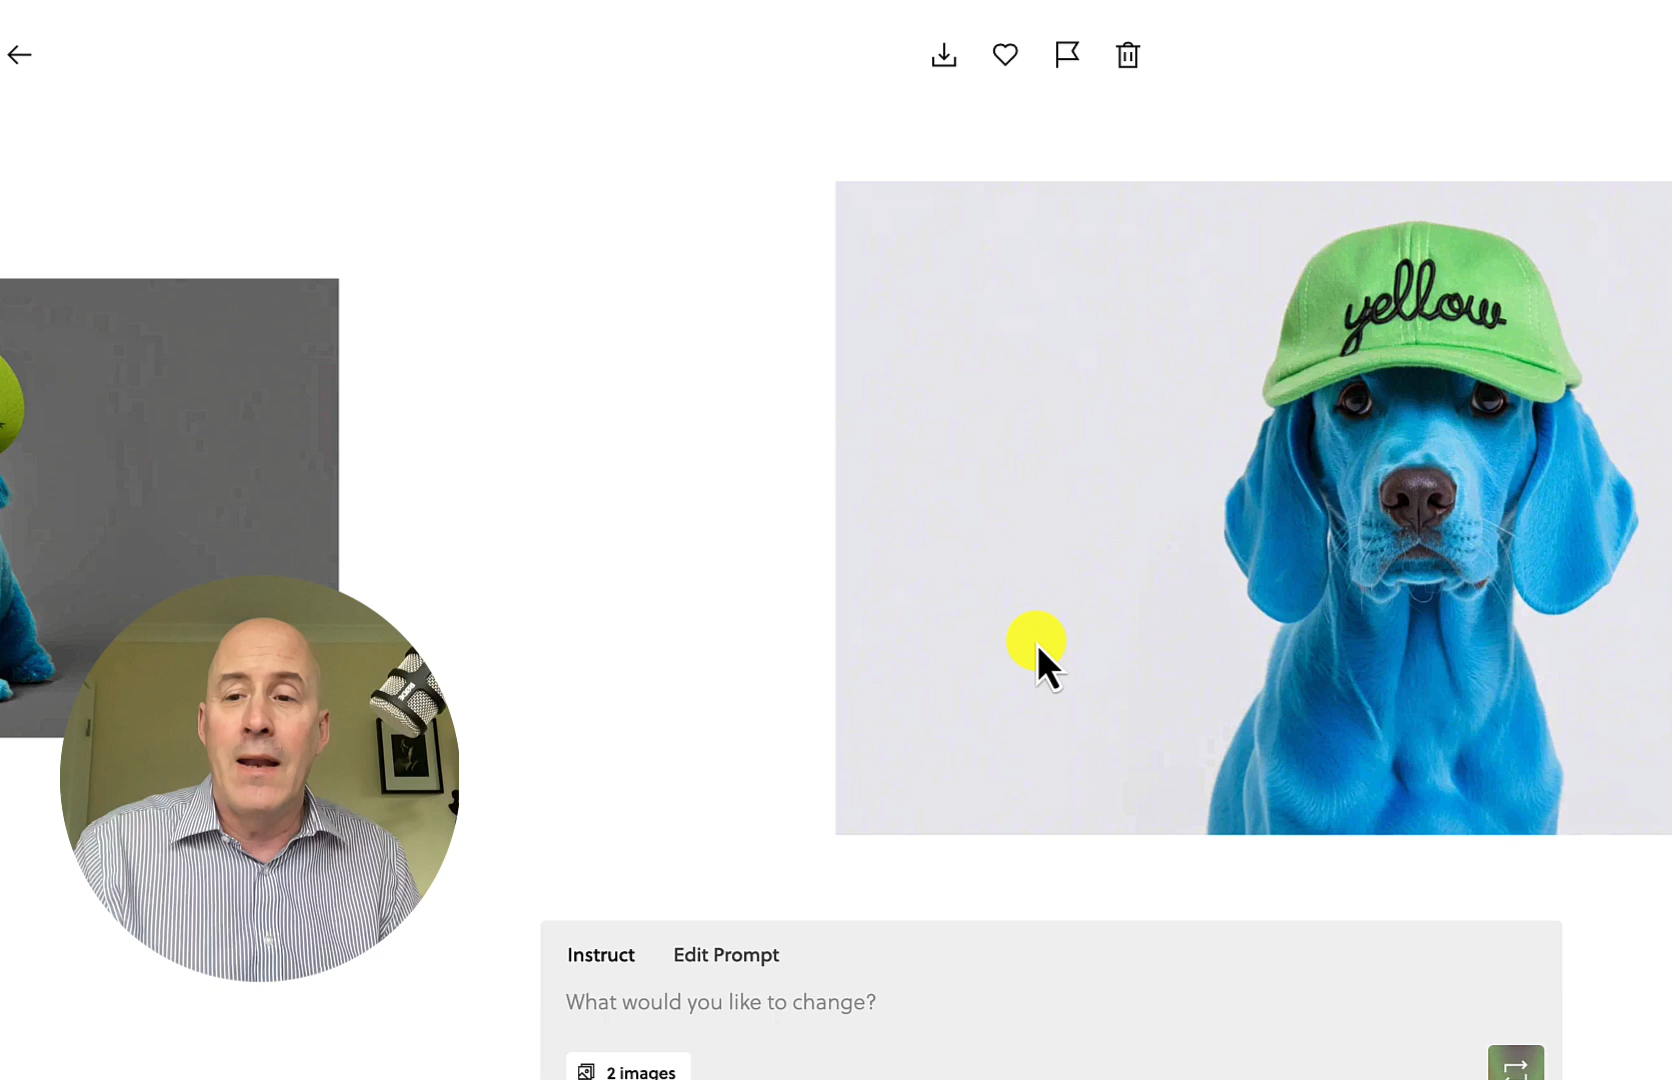 yellow
Instruct
Edit Prompt
What would you like to change?
2 images